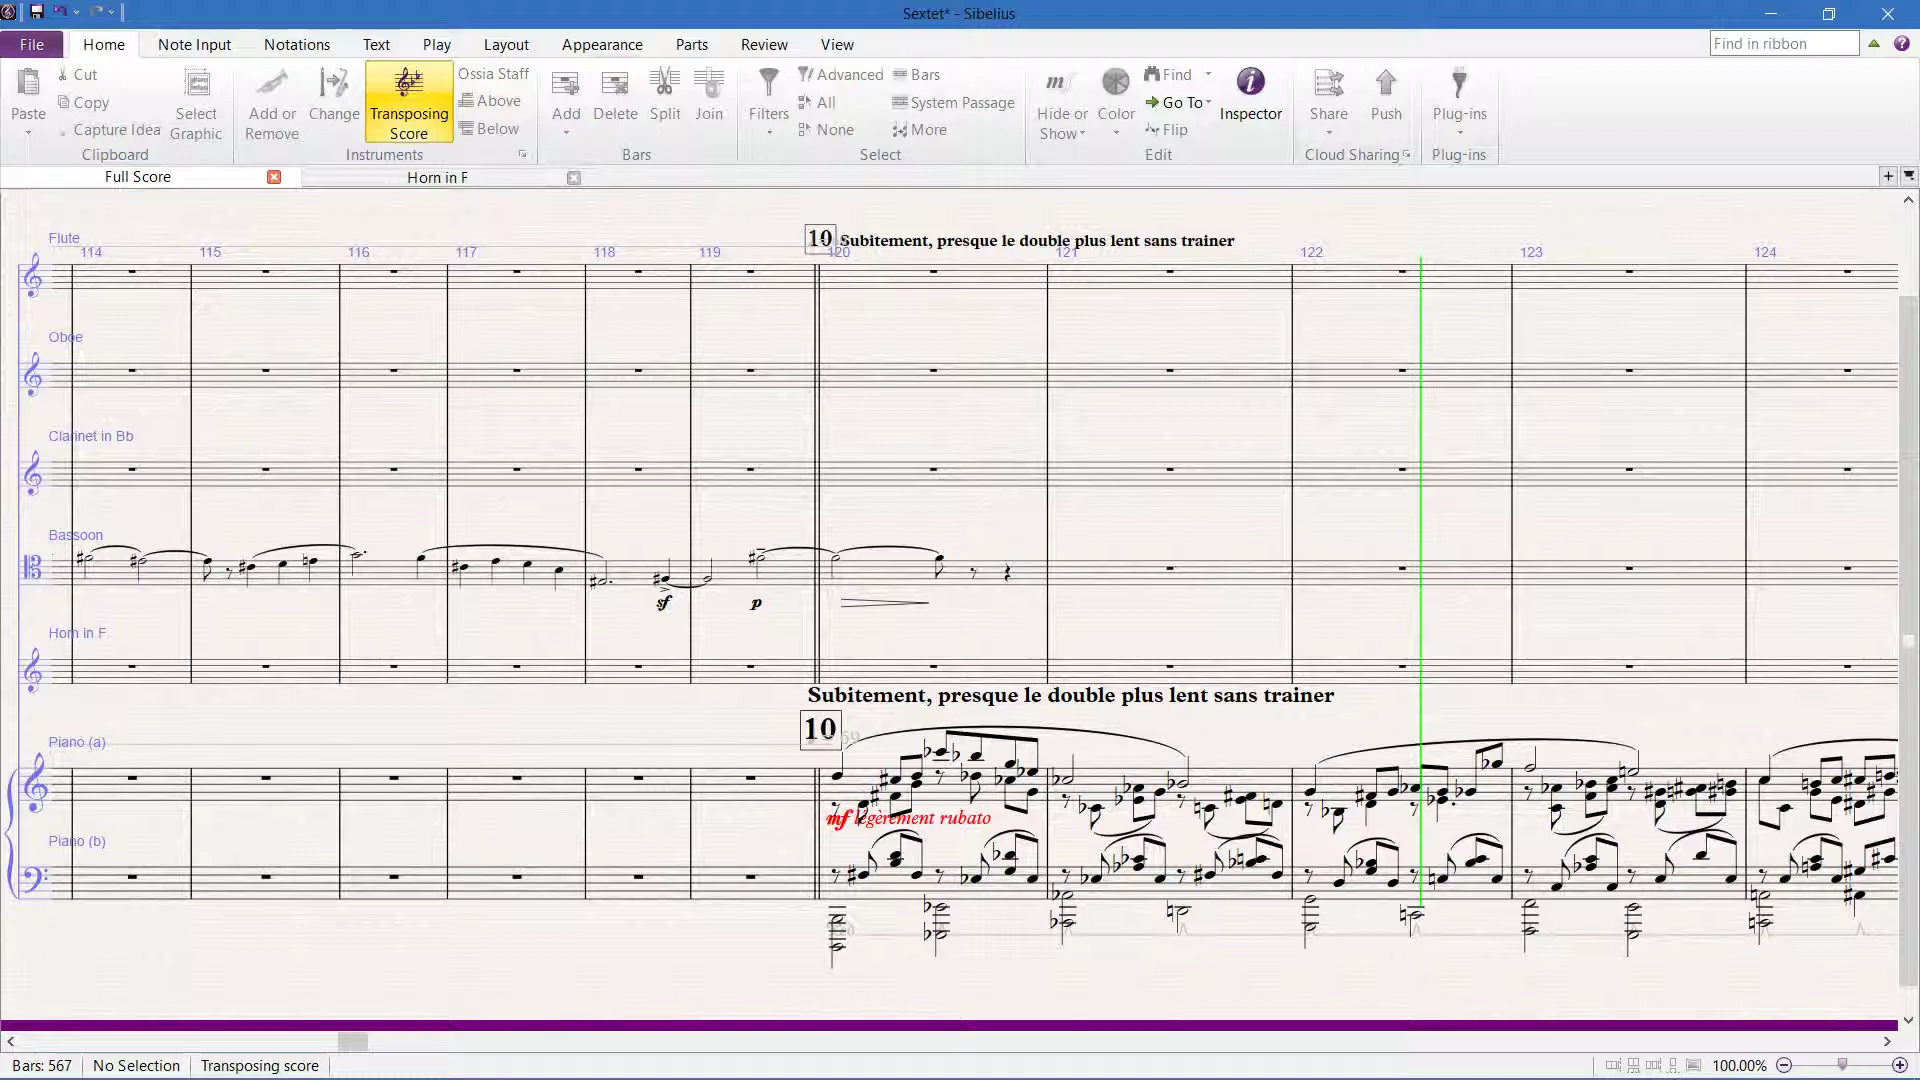 Sextet* - Sibelius
File Home Note Input Notations Text Play Layout Appearance Parts Review View Find in ribbon
Paste Cut Copy Capture Idea Select Graphic
Clipboard
Add or Remove Change Transposing Score Ossia Staff Above Below
Instruments
Add Delete Split Join
Bars
Filters Advanced All None Bars System Passage More
Select
Hide or Show Color Find Go To Flip Inspector
Edit
Share Push
Cloud Sharing
Plug-ins
Plug-ins
Full Score Horn in F
10 Subitement, presque le double plus lent sans trainer
Flute
114 115 116 117 118 119 120 121 122 123 124
Oboe
Clarinet in Bb
Bassoon
sf p
Horn in F
Subitement, presque le double plus lent sans trainer
10
Piano (a)
mf légèrement rubato
Piano (b)
Bars: 567 No Selection Transposing score 100.00%